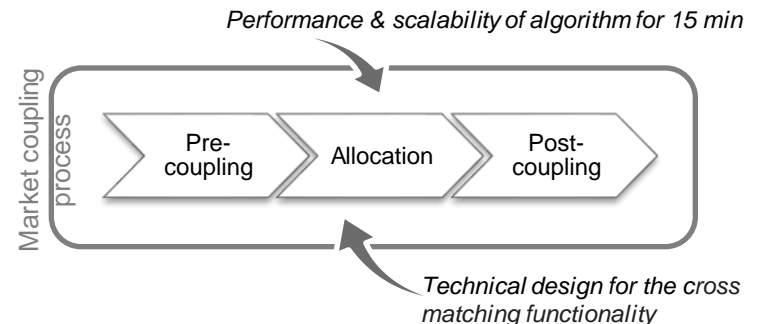 Performance & scalability of algorithm for 15 min
Market coupling
process
Pre-
coupling
Allocation
Post-
coupling
Technical design for the cross
matching functionality